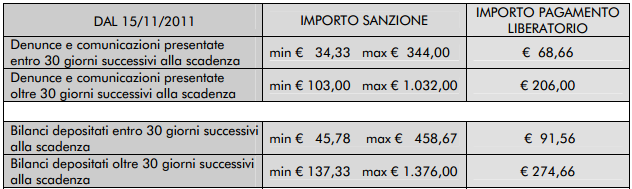 DAL 15/11/2011 IMPORTO SANZIONE IMPORTO PAGAMENTO
LIBERATORIO
Denunce e comunicazioni presentate
entro 30 giorni successivi alla scadenza min € 34,33 max € 344,00 € 68,66
Denunce e comunicazioni presentate
oltre 30 giorni successivi alla scadenza min € 103,00 max € 1.032,00 € 206,00
Bilanci depositati entro 30 giorni successivi
alla scadenza min € 45,78 max € 458,67 € 91,56
Bilanci depositati oltre 30 giorni successivi
alla scadenza min € 137,33 max € 1.376,00 € 274,66